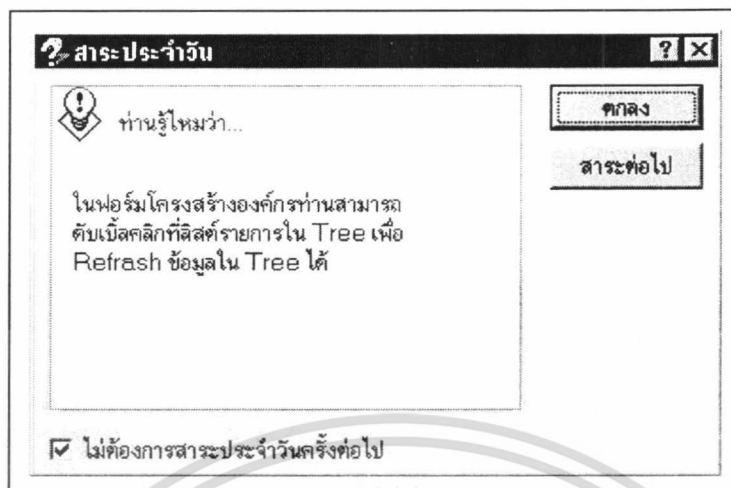 สาระประจำวัน
ท่านรู้ไหมว่า...
ตกลง
สาระต่อไป
ในฟอร์มโครงสร้างองค์กรท่านสามารถ
ดับเบิ้ลคลิกที่ลิสต์รายการใน Tree เพื่อ
Refrash ข้อมูลใน Tree ได้
ไม่ต้องการสาระประจำวันครั้งต่อไป